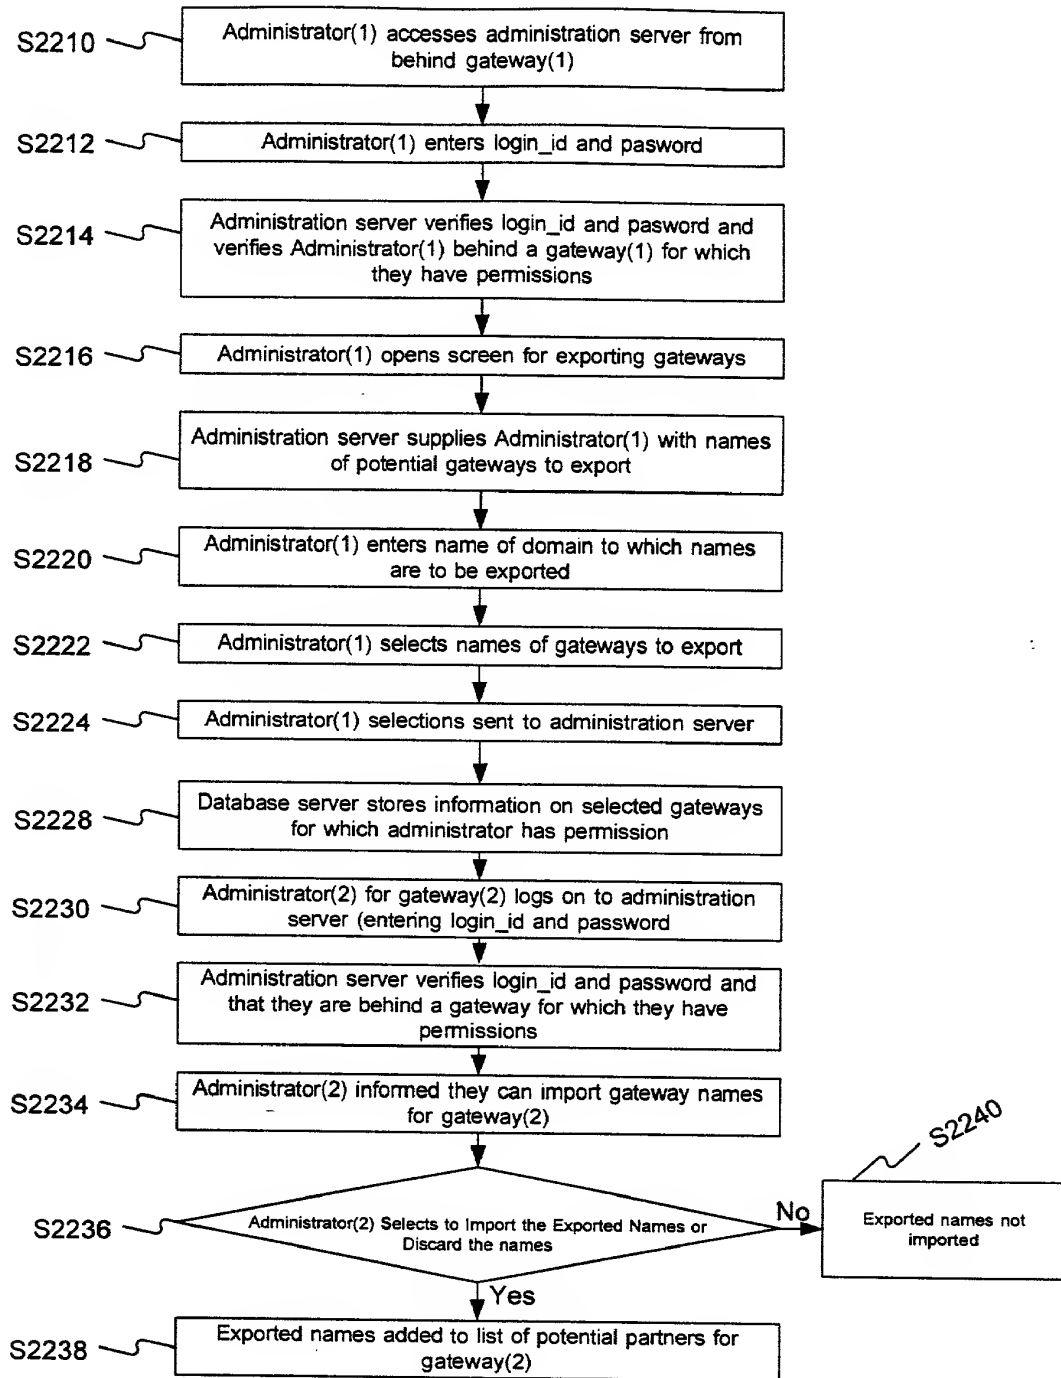 S2210
Administrator(1) accesses administration server from
behind gateway(1)
S2212
Administrator(1) enters login_id and pasword
S2214
Administration server verifies login_id and pasword and
verifies Administrator(1) behind a gateway(1) for which
they have permissions
S2216
Administrator(1) opens screen for exporting gateways
S2218
Administration server supplies Administrator(1) with names
of potential gateways to export
S2220
Administrator(1) enters name of domain to which names
are to be exported
S2222
Administrator(1) selects names of gateways to export
S2224
Administrator(1) selections sent to administration server
S2228
Database server stores information on selected gateways
for which administrator has permission
S2230
Administrator(2) for gateway(2) logs on to administration
server (entering login_id and password
S2232
Administration server verifies login_id and password and
that they are behind a gateway for which they have
permissions
S2234
Administrator(2) informed they can import gateway names
for gateway(2)
S2236
Administrator(2) Selects to Import the Exported Names or
Discard the names
No
S2240
Exported names not
imported
Yes
S2238
Exported names added to list of potential partners for
gateway(2)